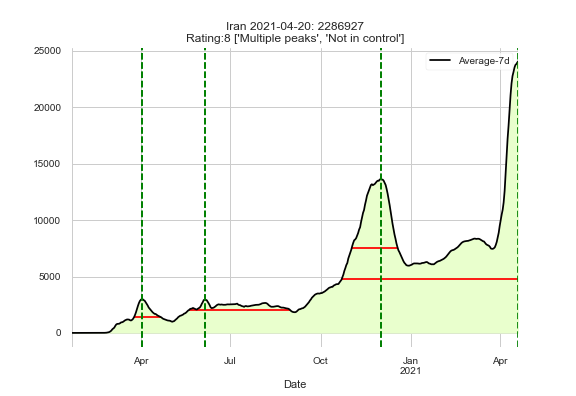 Iran 2021-04-20: 2286927
Rating:8 ['Multiple peaks', 'Not in control']
25000
Average-7d
20000
15000
10000
5000
0
Apr Jul Oct Jan Apr
2021
Date